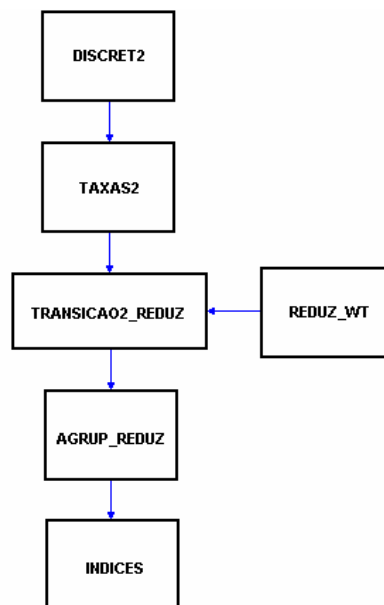 DISCRET2
TAXAS2
TRANSICAO2_REDUZ
REDUZ_WT
AGRUP_REDUZ
INDICES